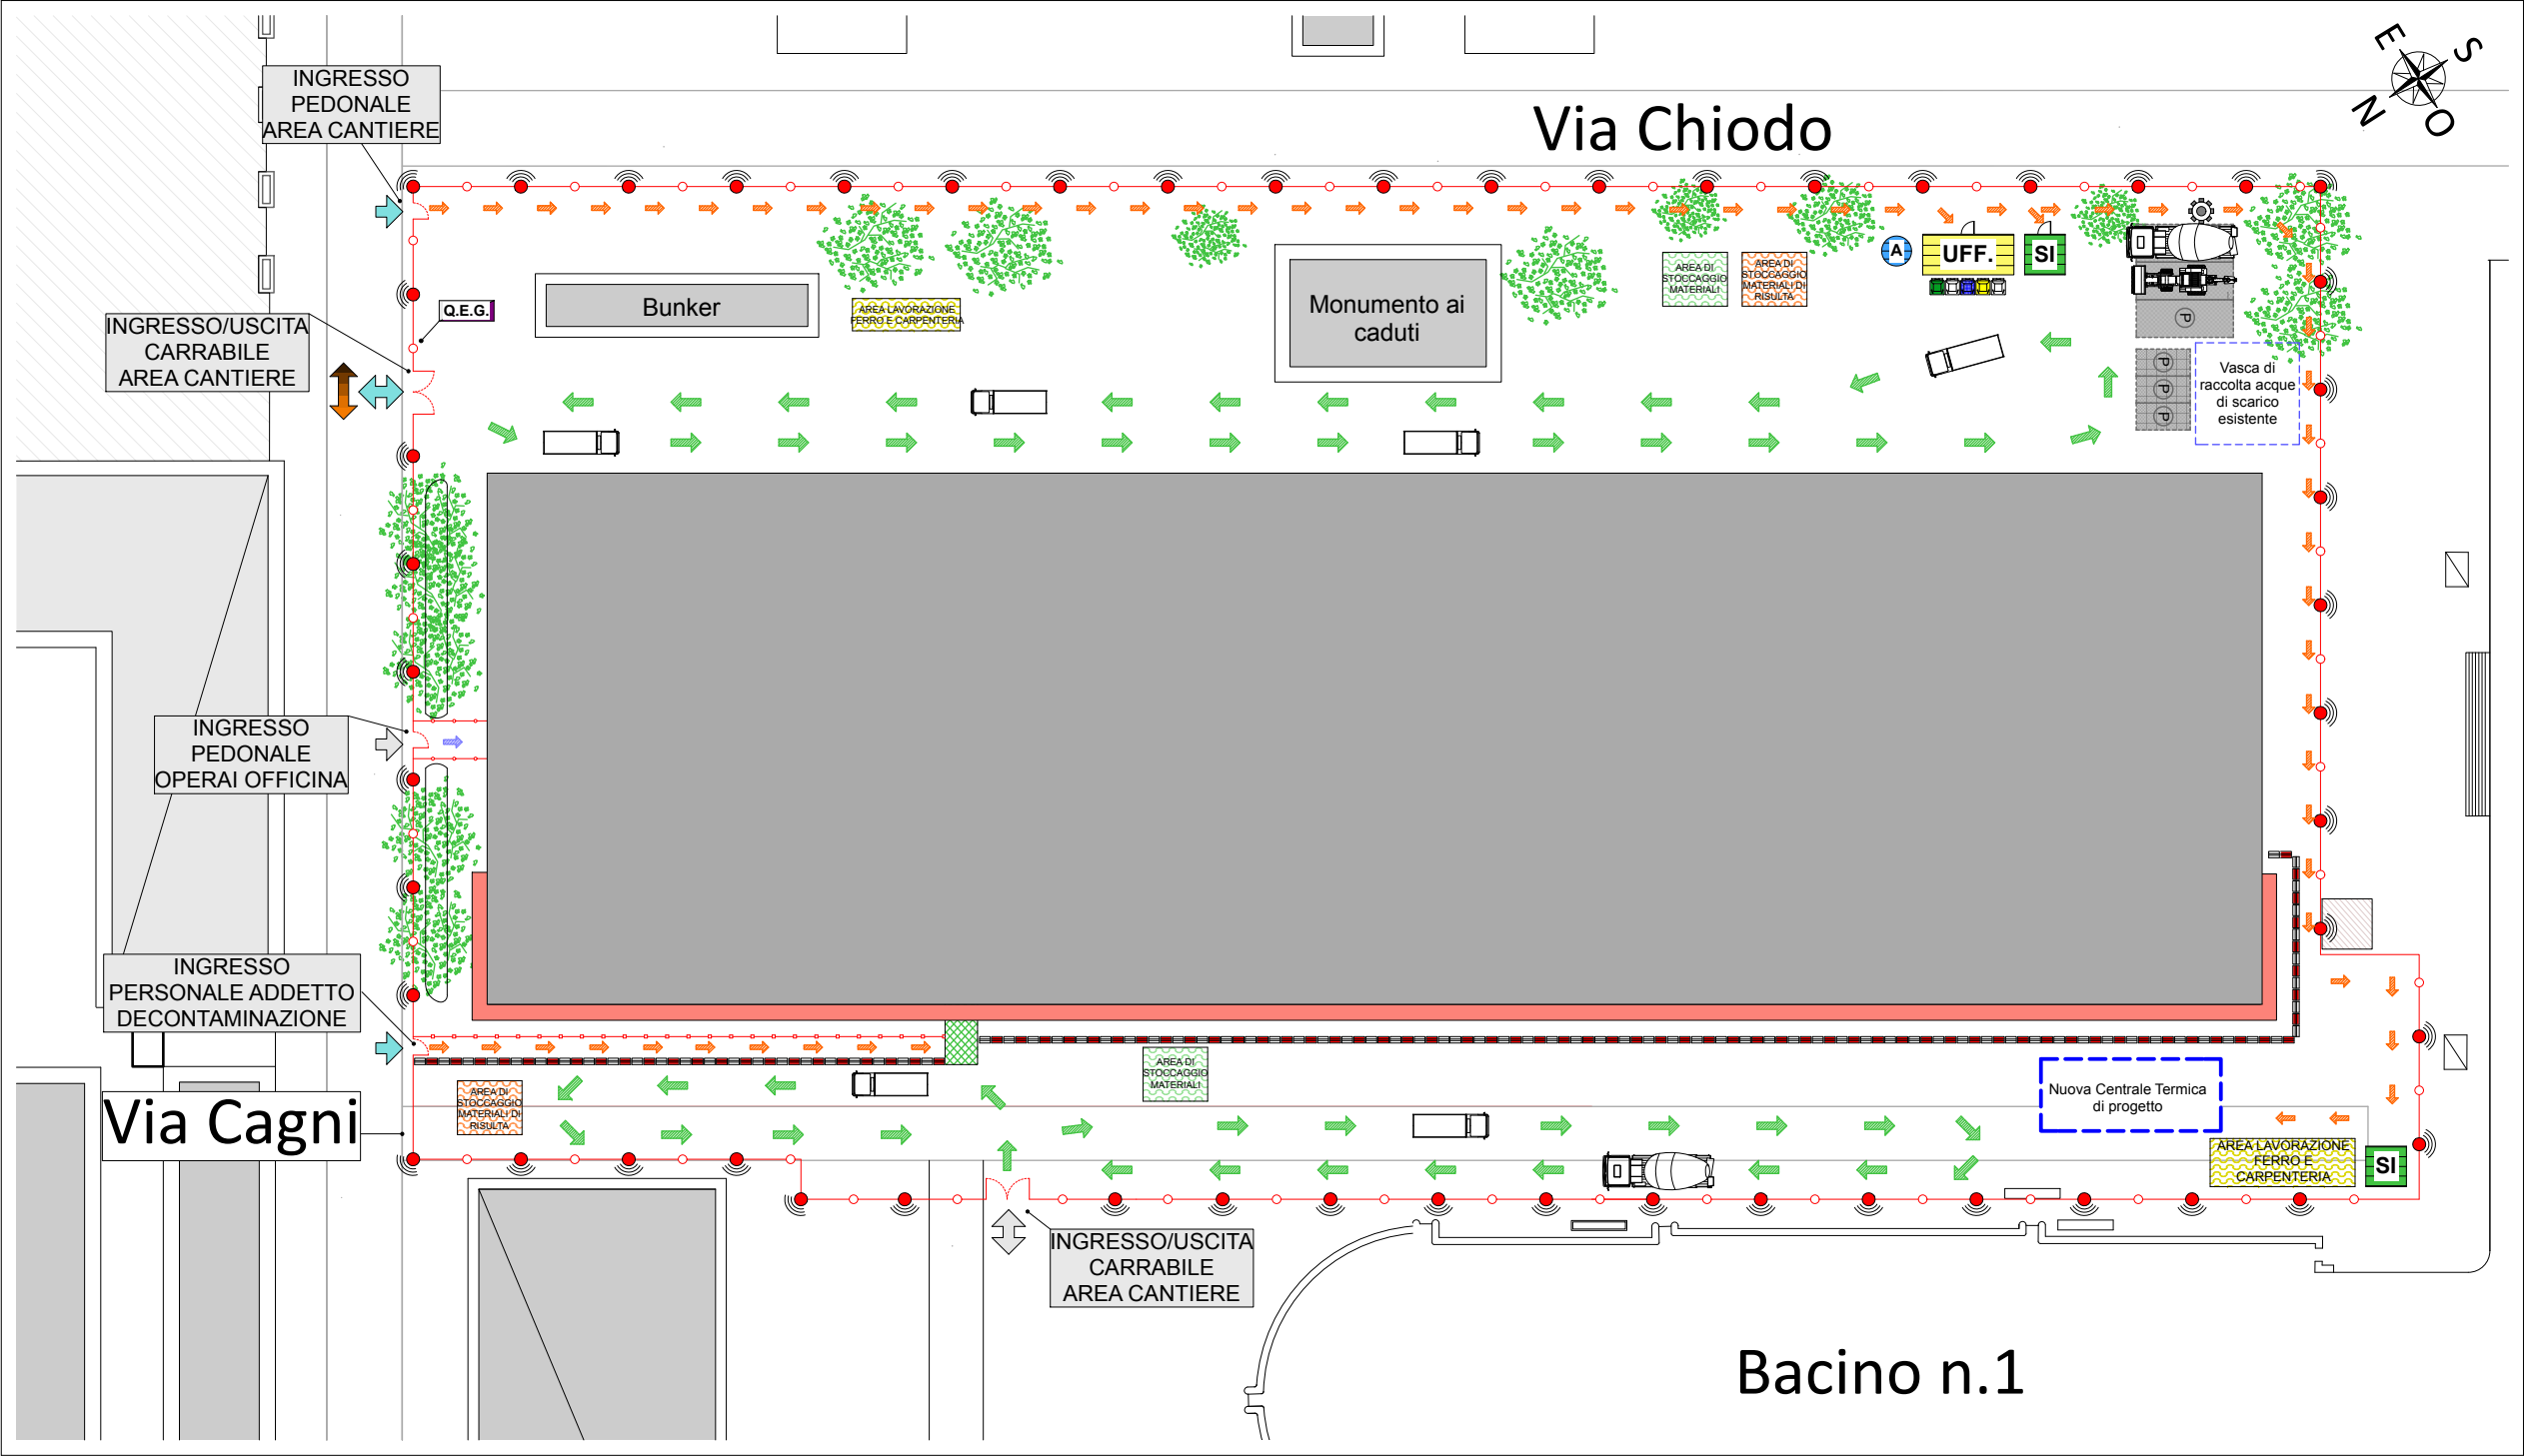 INGRESSO
PEDONALE
AREA CANTIERE
Via Chiodo
E
S
N
O
INGRESSO/USCITA
CARRABILE
AREA CANTIERE
Q.E.G.
Bunker
AREA LAVORAZIONE
FERRO E CARPENTERIA
Monumento ai
caduti
AREA DI
STOCCAGGIO
MATERIALI
AREA DI
STOCCAGGIO
MATERIALI DI
RISULTA
A
UFF.
SI
P
P
P
P
Vasca di
raccolta acque
di scarico
esistente
INGRESSO
PEDONALE
OPERAI OFFICINA
INGRESSO
PERSONALE ADDETTO
DECONTAMINAZIONE
Via Cagni
AREA DI
STOCCAGGIO
MATERIALI DI
RISULTA
AREA DI
STOCCAGGIO
MATERIALI
Nuova Centrale Termica
di progetto
AREA LAVORAZIONE
FERRO E
CARPENTERIA
SI
INGRESSO/USCITA
CARRABILE
AREA CANTIERE
Bacino n.1